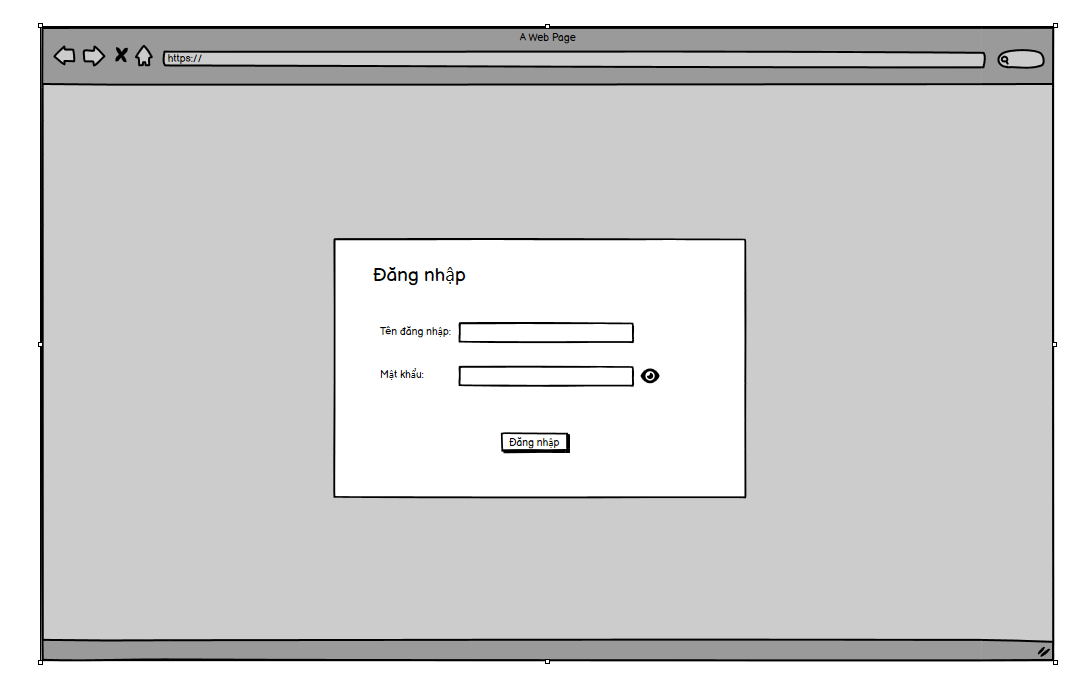 A Web Page
https://
Đăng nhập
Tên đăng nhập:
Mật khẩu:
Đăng nhập